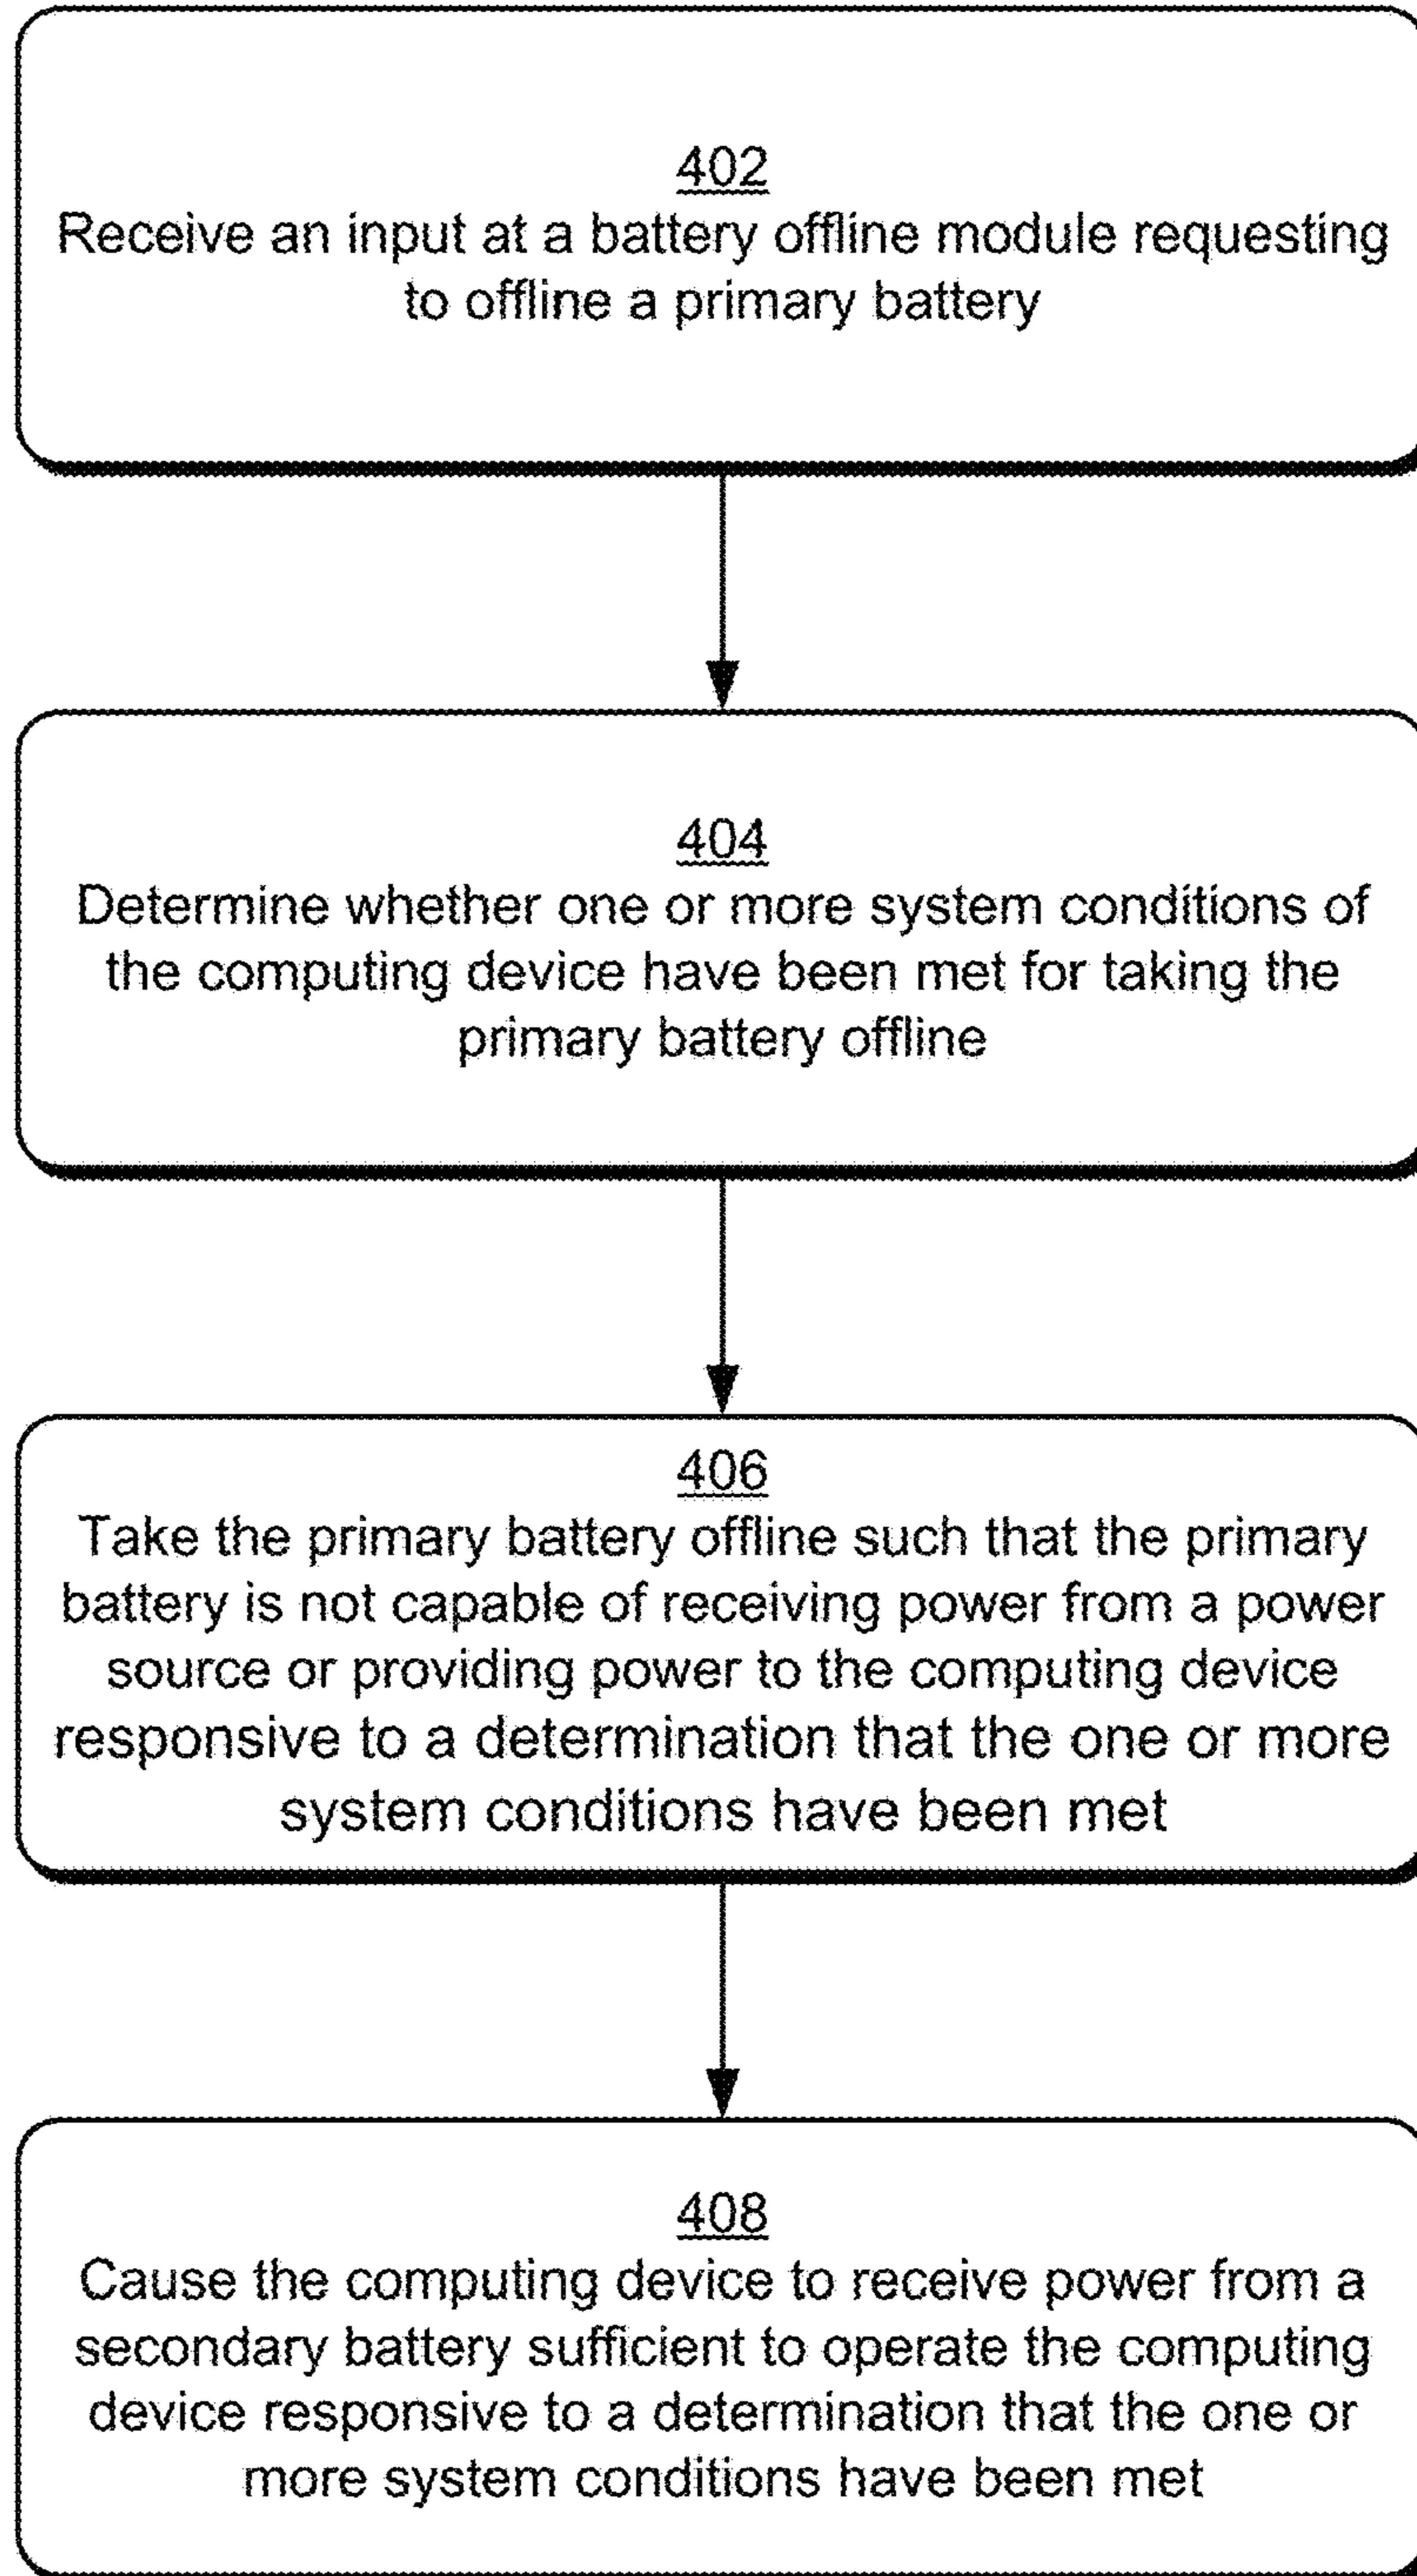 402
Receive an input at a battery offline module requesting
to offline a primary battery
404
Determine whether one or more system conditions of
the computing device have been met for taking the
primary battery offline
406
Take the primary battery offline such that the primary
battery is not capable of receiving power from a power
source or providing power to the computing device
responsive to a determination that the one or more
system conditions have been met
408
Cause the computing device to receive power from a
secondary battery sufficient to operate the computing
device responsive to a determination that the one or
more system conditions have been met